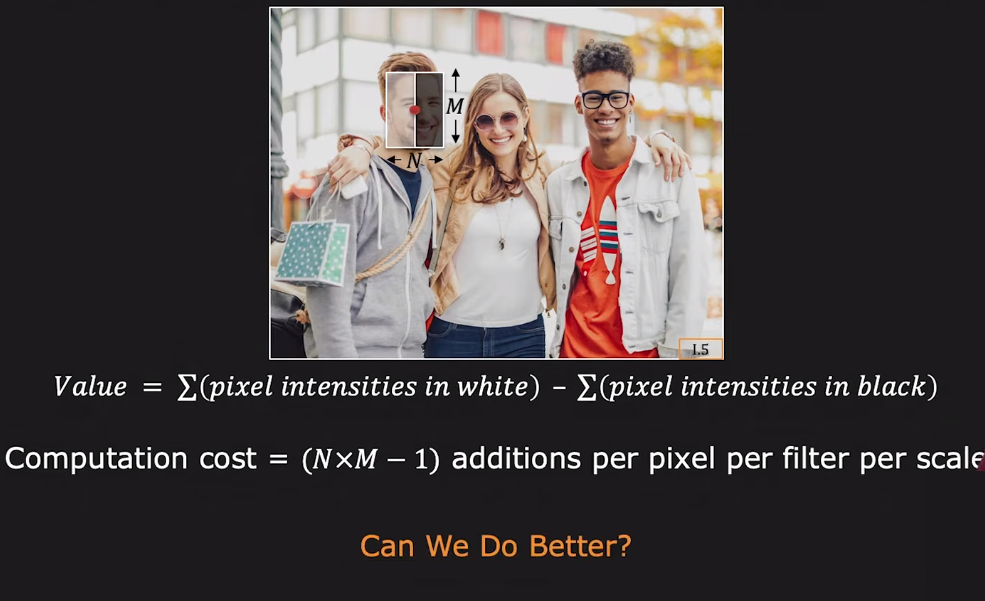 M
N
I.5
Value = ∑(pixel intensities in white) – ∑(pixel intensities in black)
Computation cost = (N×M – 1) additions per pixel per filter per scale
Can We Do Better?